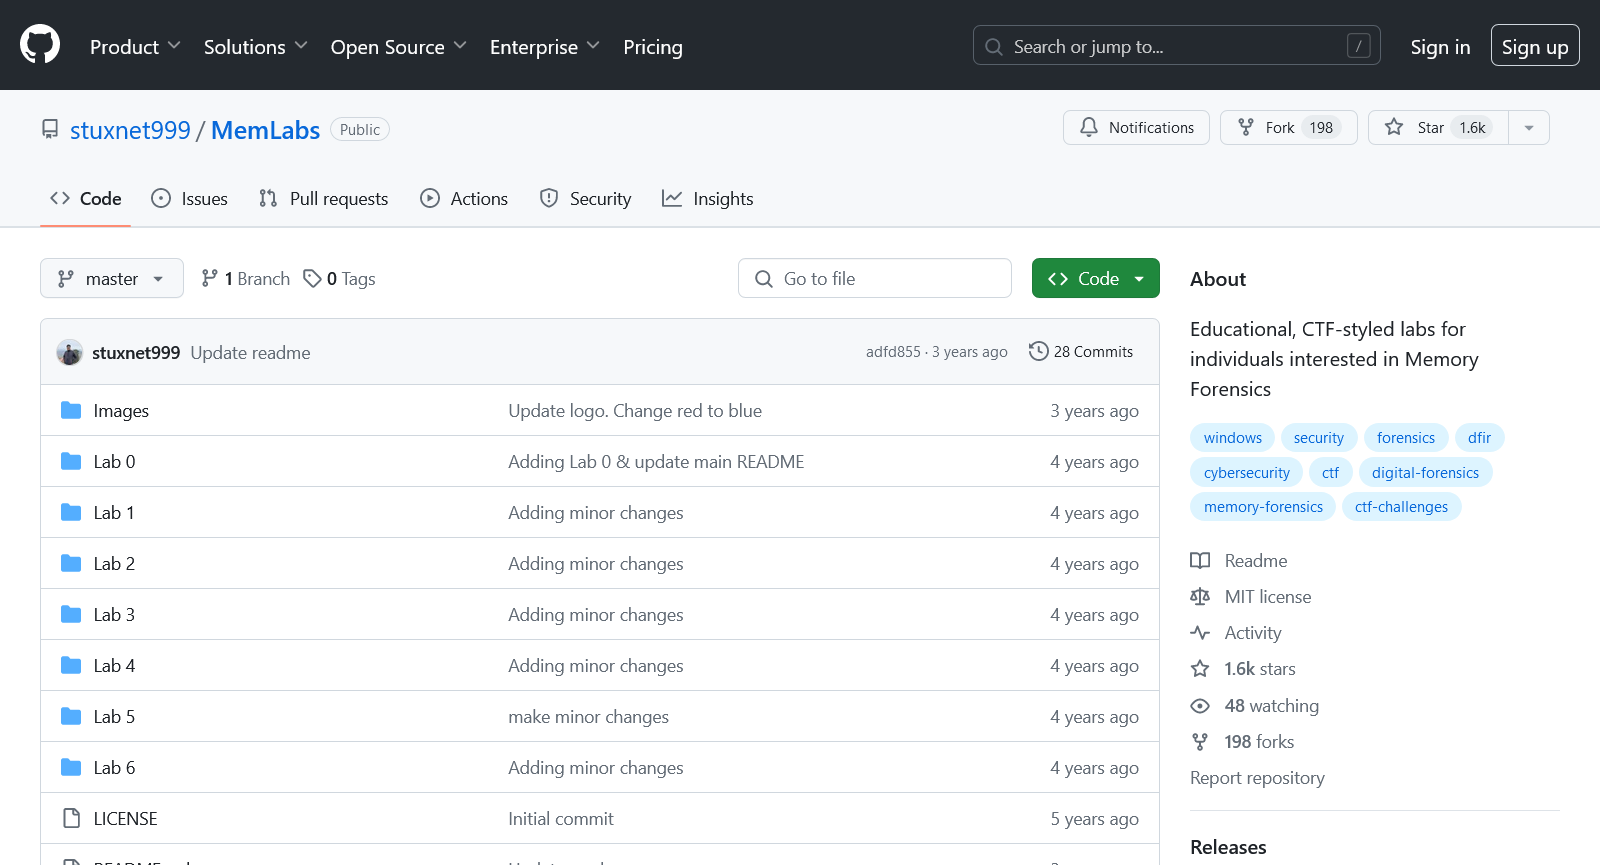 Product Solutions Open Source Enterprise Pricing Search or jump to... / Sign in Sign up
stuxnet999 / MemLabs Public Notifications Fork 198 Star 1.6k
Code Issues Pull requests Actions Security Insights
master 1 Branch 0 Tags Go to file Code
stuxnet999 Update readme adfd855 · 3 years ago 28 Commits
Images Update logo. Change red to blue 3 years ago
Lab 0 Adding Lab 0 & update main README 4 years ago
Lab 1 Adding minor changes 4 years ago
Lab 2 Adding minor changes 4 years ago
Lab 3 Adding minor changes 4 years ago
Lab 4 Adding minor changes 4 years ago
Lab 5 make minor changes 4 years ago
Lab 6 Adding minor changes 4 years ago
LICENSE Initial commit 5 years ago
About
Educational, CTF-styled labs for
individuals interested in Memory
Forensics
windows security forensics dfir
cybersecurity ctf digital-forensics
memory-forensics ctf-challenges
Readme
MIT license
Activity
1.6k stars
48 watching
198 forks
Report repository
Releases